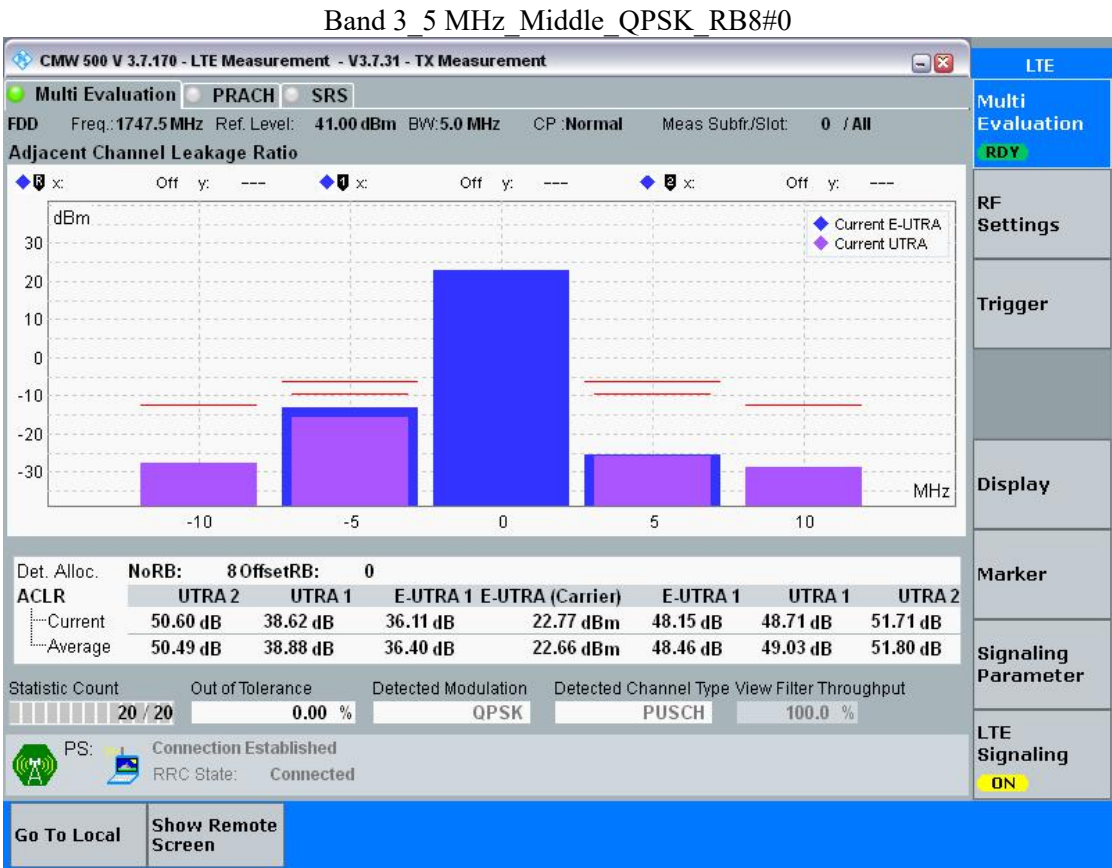 Band 3_5 MHz_Middle_QPSK_RB8#0
CMW 500 V 3.7.170 - LTE Measurement - V3.7.31 - TX Measurement
Multi Evaluation PRACH SRS
FDD Freq.: 1747.5 MHz Ref. Level: 41.00 dBm BW: 5.0 MHz CP : Normal Meas Subfr./Slot: 0 / All
Adjacent Channel Leakage Ratio
R x: Off y: --- 1 x: Off y: --- 2 x: Off y: ---
dBm
Current E-UTRA
Current UTRA
30
20
10
0
-10
-20
-30
MHz
-10 -5 0 5 10
Det. Alloc. NoRB: 8 OffsetRB: 0
ACLR UTRA 2 UTRA 1 E-UTRA 1 E-UTRA (Carrier) E-UTRA 1 UTRA 1 UTRA 2
Current 50.60 dB 38.62 dB 36.11 dB 22.77 dBm 48.15 dB 48.71 dB 51.71 dB
Average 50.49 dB 38.88 dB 36.40 dB 22.66 dBm 48.46 dB 49.03 dB 51.80 dB
Statistic Count Out of Tolerance Detected Modulation Detected Channel Type View Filter Throughput
20 / 20 0.00 % QPSK PUSCH 100.0 %
PS: Connection Established
RRC State: Connected
LTE
Multi
Evaluation
RDY
RF
Settings
Trigger
Display
Marker
Signaling
Parameter
LTE
Signaling
ON
Go To Local
Show Remote
Screen